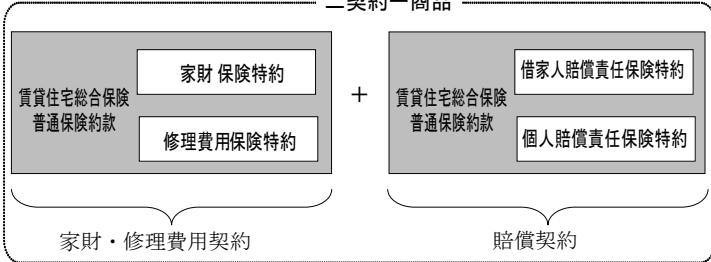 二契約一商品
賃貸住宅総合保険
普通保険約款
家財 保険特約
修理費用保険特約
+
賃貸住宅総合保険
普通保険約款
借家人賠償責任保険特約
個人賠償責任保険特約
家財・修理費用契約
賠償契約